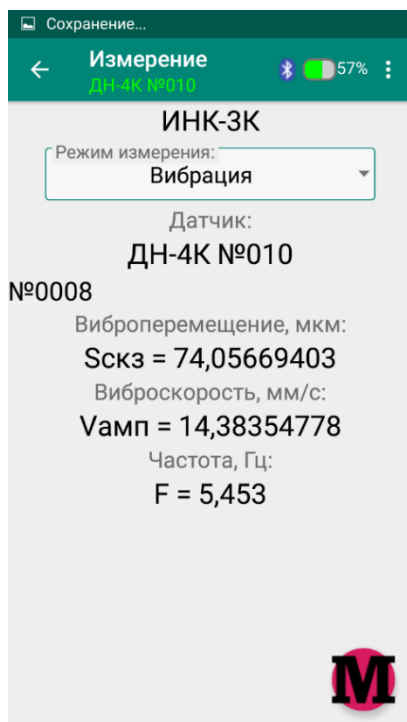 Сохранение...
Измерение
57%
ДН-4К №010
ИНК-3К
Режим измерения:
Вибрация
Датчик:
ДН-4К №010
№0008
Виброперемещение, мкм:
Sскз = 74,05669403
Виброскорость, мм/с:
Vамп = 14,38354778
Частота, Гц:
F = 5,453
М